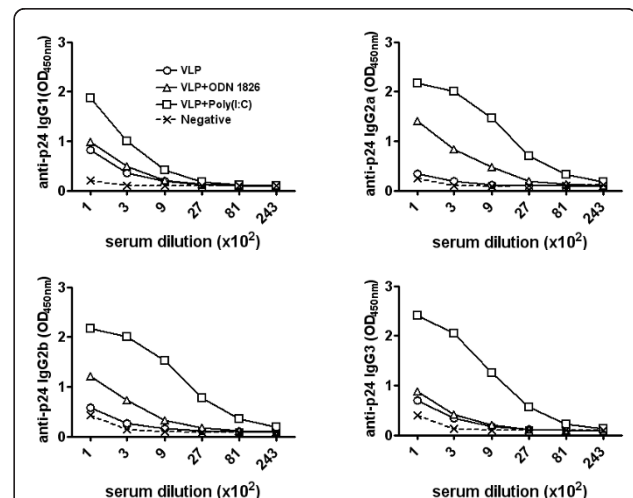 anti-p24 IgG1(OD450nm)
3
2
1
0
VLP
VLP+ODN 1826
VLP+Poly(I:C)
Negative
1 3 9 27 81 243
serum dilution (x10²)
anti-p24 IgG2a (OD450nm)
3
2
1
0
1 3 9 27 81 243
serum dilution (x10²)
anti-p24 IgG2b (OD450nm)
3
2
1
0
1 3 9 27 81 243
serum dilution (x10²)
anti-p24 IgG3 (OD450nm)
3
2
1
0
1 3 9 27 81 243
serum dilution (x10²)